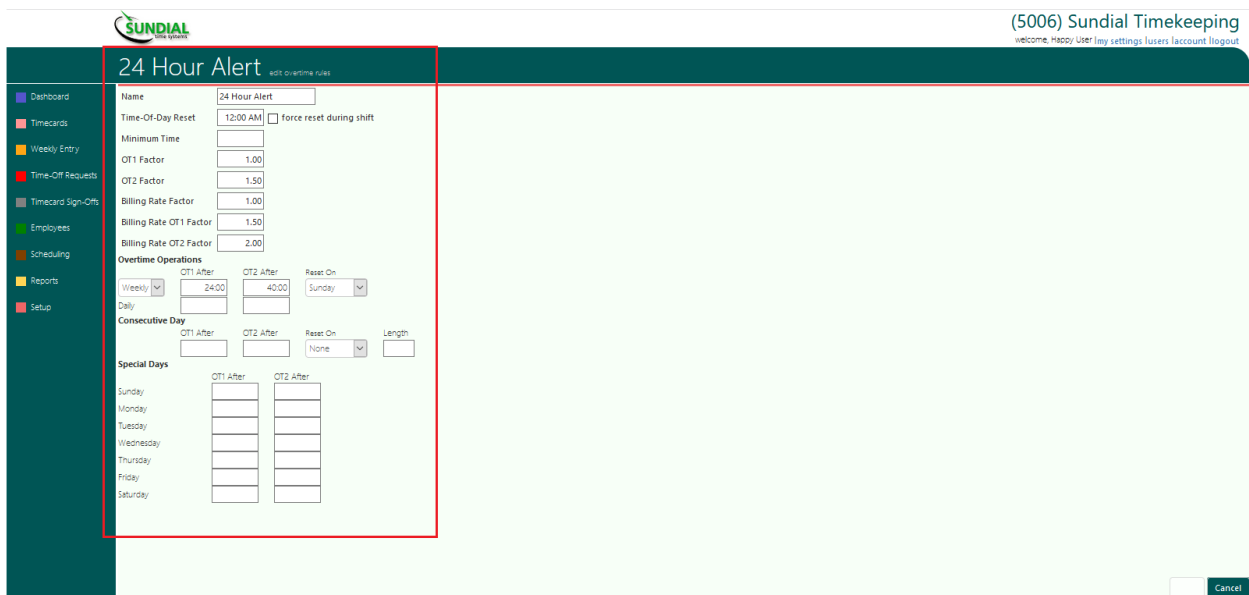 SUNDIAL
time systems
(5006) Sundial Timekeeping
welcome, Happy User |my settings |users |account |logout
24 Hour Alert edit overtime rules
Dashboard
Timecards
Weekly Entry
Time-Off Requests
Timecard Sign-Offs
Employees
Scheduling
Reports
Setup
Name 24 Hour Alert
Time-Of-Day Reset 12:00 AM force reset during shift
Minimum Time
OT1 Factor 1.00
OT2 Factor 1.50
Billing Rate Factor 1.00
Billing Rate OT1 Factor 1.50
Billing Rate OT2 Factor 2.00
Overtime Operations
OT1 After OT2 After Reset On
Weekly 24:00 40:00 Sunday
Daily
Consecutive Day
OT1 After OT2 After Reset On Length
None
Special Days
OT1 After OT2 After
Sunday
Monday
Tuesday
Wednesday
Thursday
Friday
Saturday
Cancel